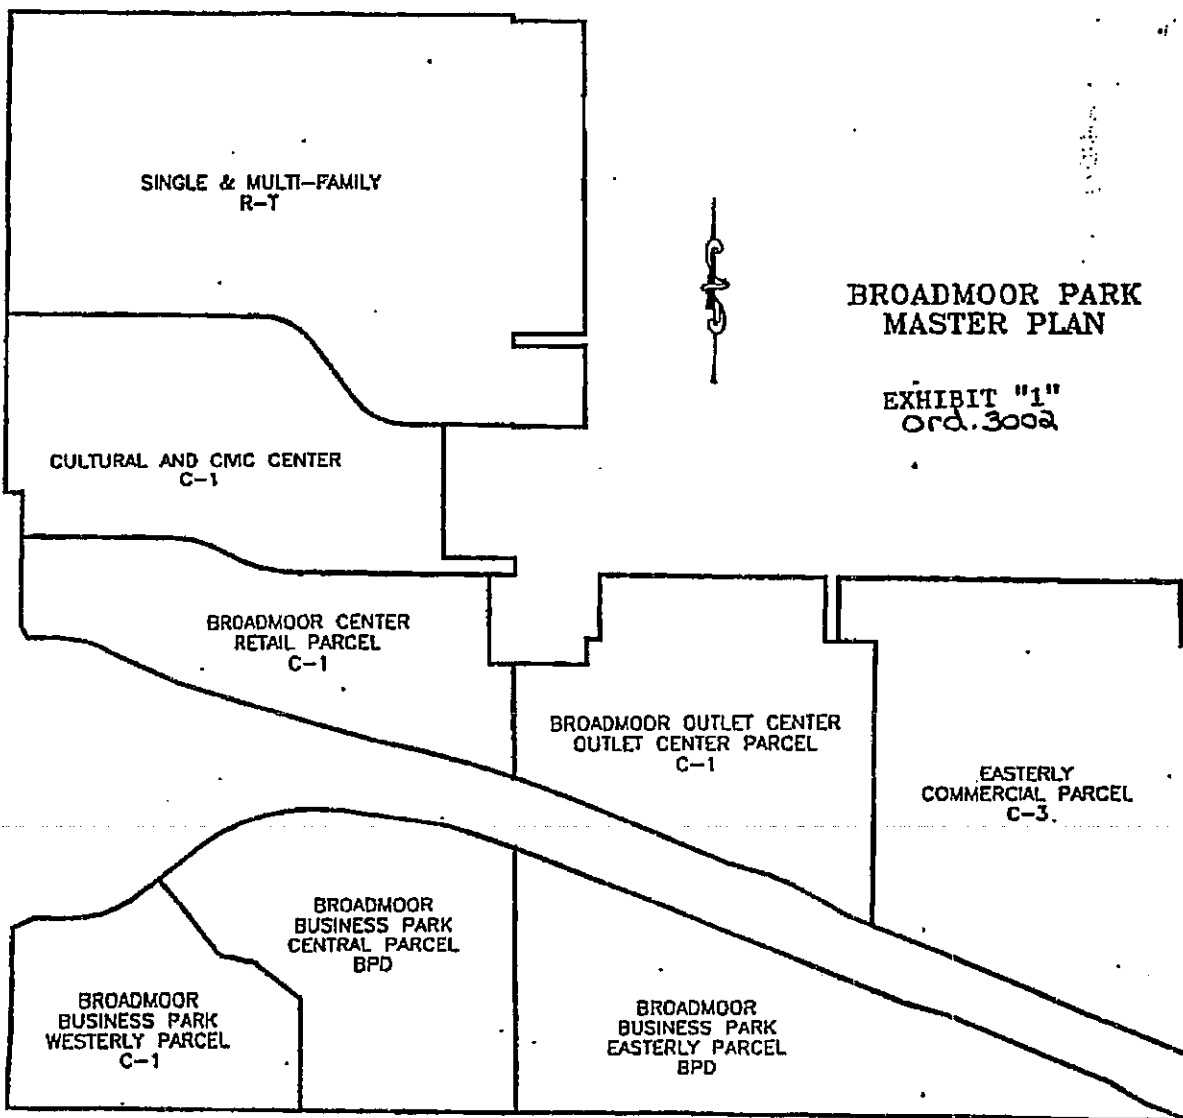 SINGLE & MULTI-FAMILY
R-T
BROADMOOR PARK
MASTER PLAN
EXHIBIT "1"
Ord. 3002
CULTURAL AND CIVIC CENTER
C-1
BROADMOOR CENTER
RETAIL PARCEL
C-1
BROADMOOR OUTLET CENTER
OUTLET CENTER PARCEL
C-1
EASTERLY
COMMERCIAL PARCEL
C-3
BROADMOOR
BUSINESS PARK
CENTRAL PARCEL
BPD
BROADMOOR
BUSINESS PARK
WESTERLY PARCEL
C-1
BROADMOOR
BUSINESS PARK
EASTERLY PARCEL
BPD